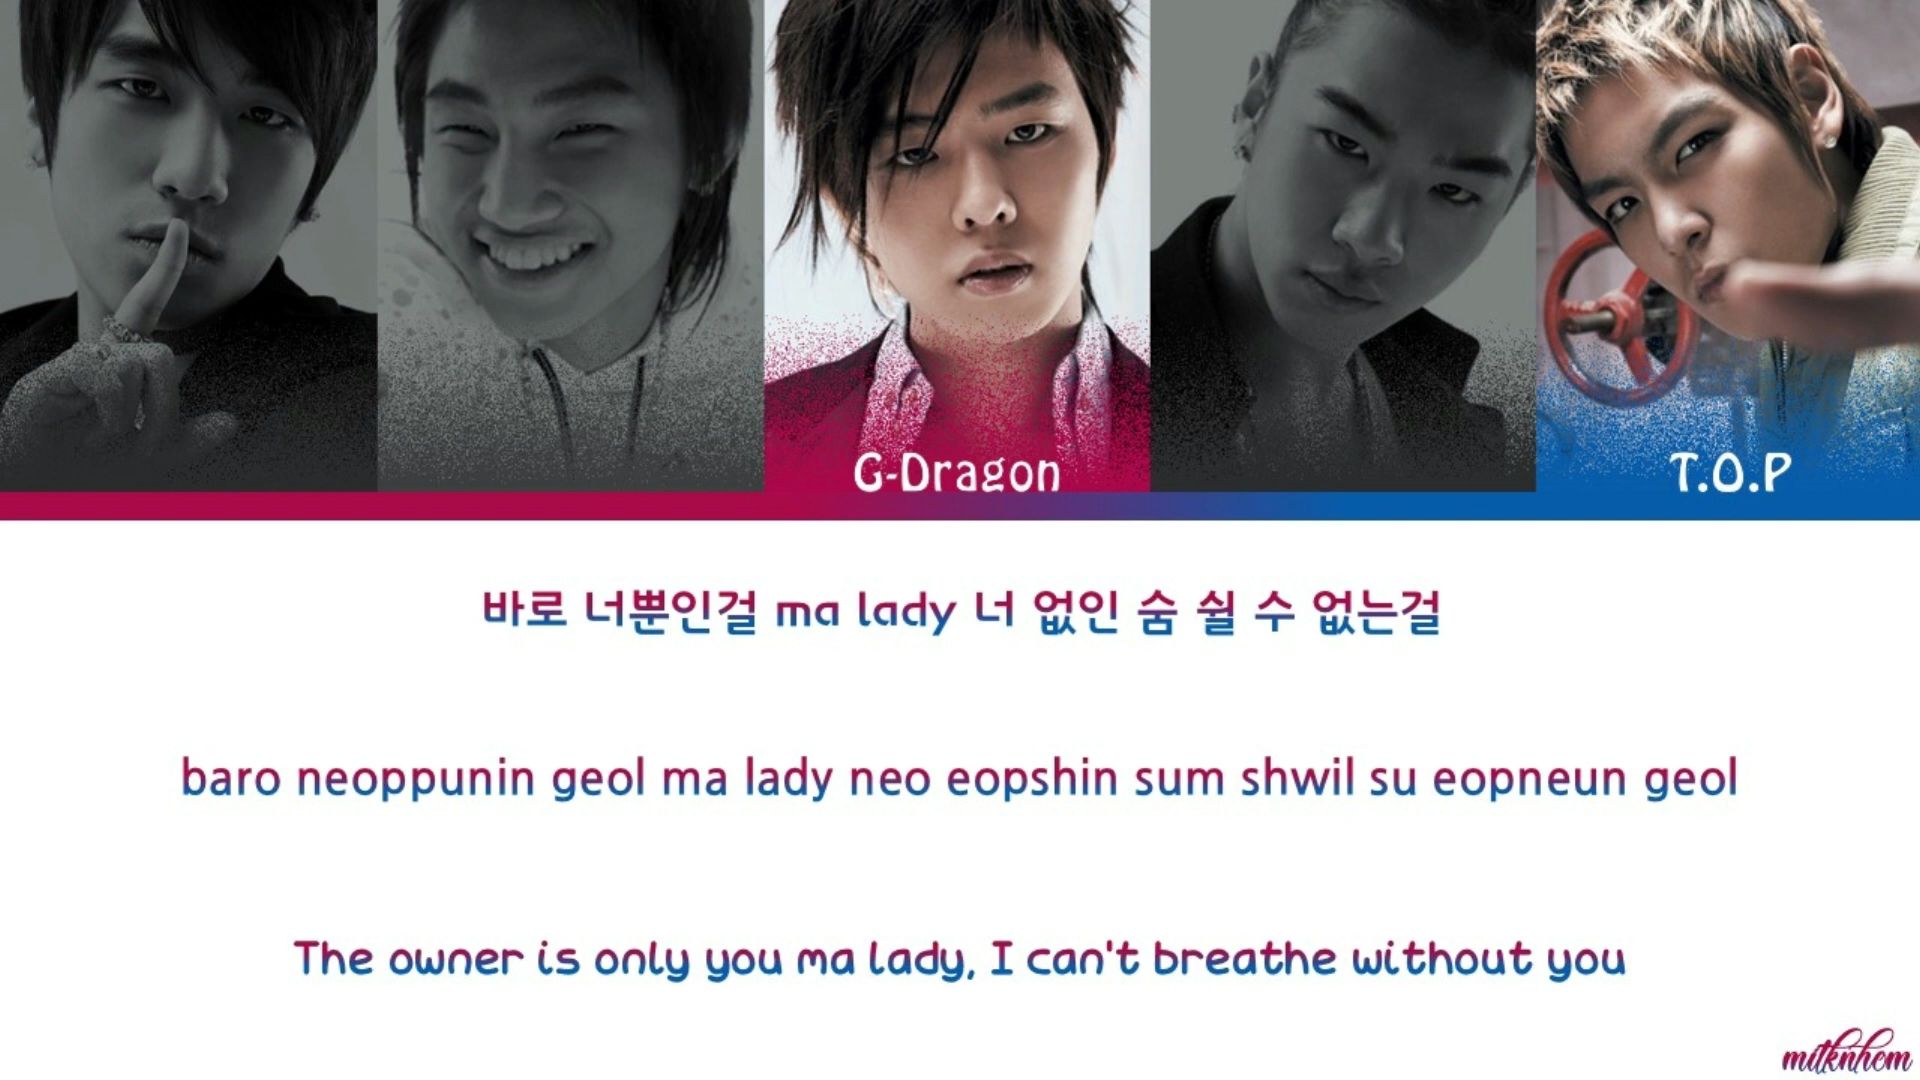 G-Dragon
T.O.P
바로 너뿐인걸 ma lady 너 없인 숨 쉴 수 없는걸
baro neoppunin geol ma lady neo eopshin sum shwil su eopneun geol
The owner is only you ma lady, I can't breathe without you
mitknhcm